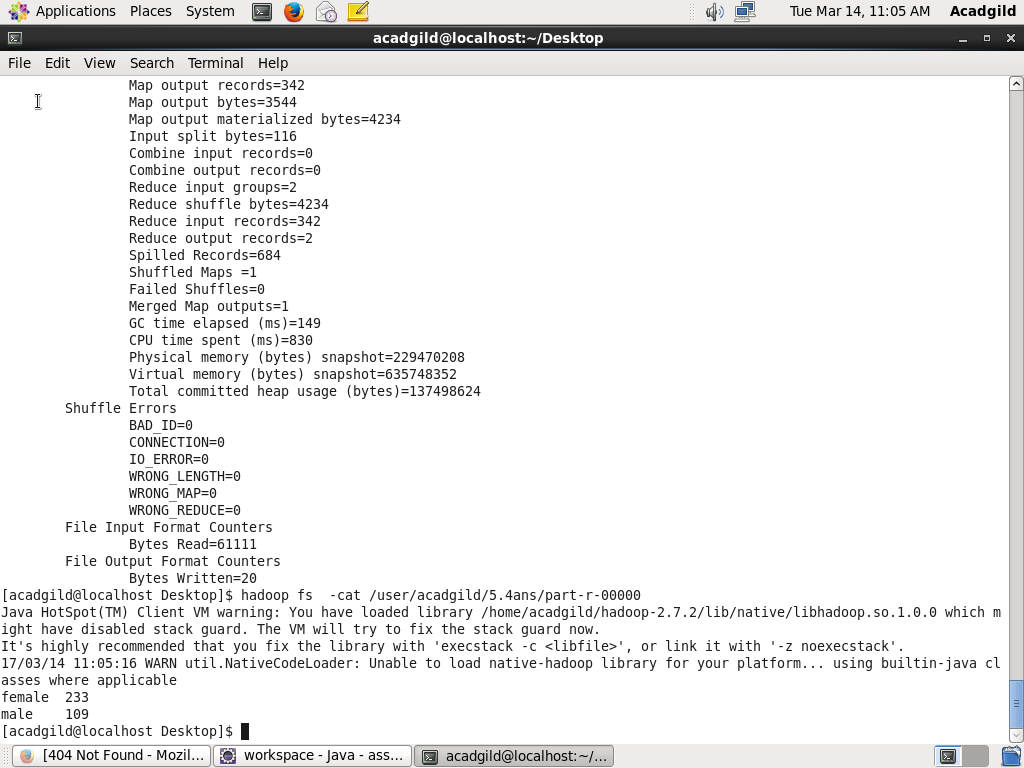 Applications Places System Tue Mar 14, 11:05 AM Acadgild
acadgild@localhost:~/Desktop
File Edit View Search Terminal Help
Map output records=342
Map output bytes=3544
Map output materialized bytes=4234
Input split bytes=116
Combine input records=0
Combine output records=0
Reduce input groups=2
Reduce shuffle bytes=4234
Reduce input records=342
Reduce output records=2
Spilled Records=684
Shuffled Maps =1
Failed Shuffles=0
Merged Map outputs=1
GC time elapsed (ms)=149
CPU time spent (ms)=830
Physical memory (bytes) snapshot=229470208
Virtual memory (bytes) snapshot=635748352
Total committed heap usage (bytes)=137498624
Shuffle Errors
BAD_ID=0
CONNECTION=0
IO_ERROR=0
WRONG_LENGTH=0
WRONG_MAP=0
WRONG_REDUCE=0
File Input Format Counters
Bytes Read=61111
File Output Format Counters
Bytes Written=20
[acadgild@localhost Desktop]$ hadoop fs  -cat /user/acadgild/5.4ans/part-r-00000
Java HotSpot(TM) Client VM warning: You have loaded library /home/acadgild/hadoop-2.7.2/lib/native/libhadoop.so.1.0.0 which m
ight have disabled stack guard. The VM will try to fix the stack guard now.
It's highly recommended that you fix the library with 'execstack -c <libfile>', or link it with '-z noexecstack'.
17/03/14 11:05:16 WARN util.NativeCodeLoader: Unable to load native-hadoop library for your platform... using builtin-java cl
asses where applicable
female  233
male    109
[acadgild@localhost Desktop]$
[404 Not Found - Mozil... workspace - Java - ass... acadgild@localhost:~/...